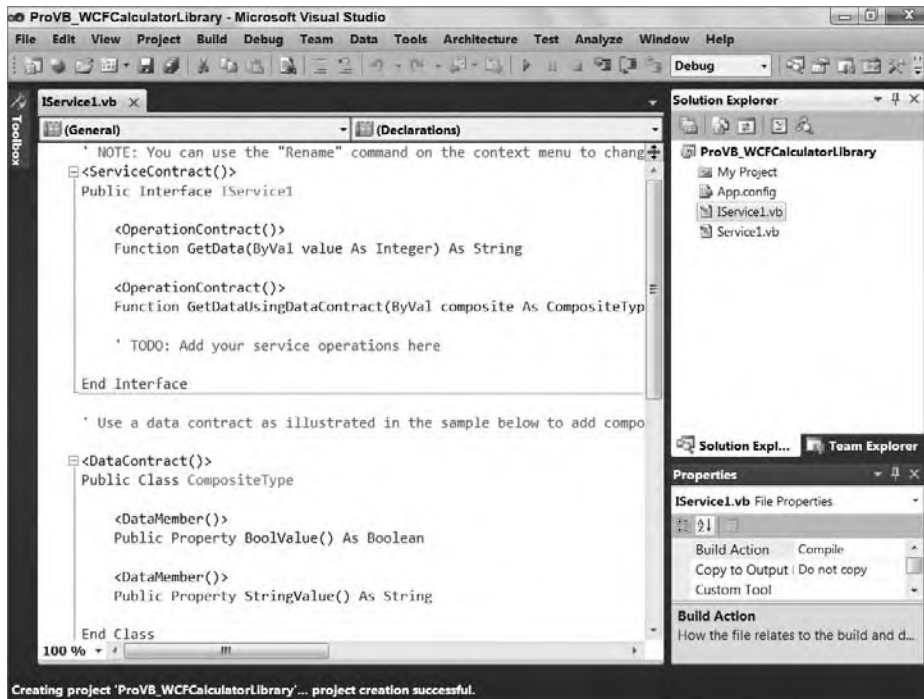 ProVB_WCFCalculatorLibrary - Microsoft Visual Studio
File Edit View Project Build Debug Team Data Tools Architecture Test Analyze Window Help
Debug
Toolbox
IService1.vb
(General) (Declarations)
' NOTE: You can use the "Rename" command on the context menu to chang
<ServiceContract()>
Public Interface IService1
<OperationContract()>
Function GetData(ByVal value As Integer) As String
<OperationContract()>
Function GetDataUsingDataContract(ByVal composite As CompositeTyp
' TODO: Add your service operations here
End Interface
' Use a data contract as illustrated in the sample below to add compo
<DataContract()>
Public Class CompositeType
<DataMember()>
Public Property BoolValue() As Boolean
<DataMember()>
Public Property StringValue() As String
End Class
100 %
Solution Explorer
ProVB_WCFCalculatorLibrary
My Project
App.config
IService1.vb
Service1.vb
Solution Expl... Team Explorer
Properties
IService1.vb File Properties
Build Action Compile
Copy to Output Do not copy
Custom Tool
Build Action
How the file relates to the build and d...
Creating project 'ProVB_WCFCalculatorLibrary'... project creation successful.